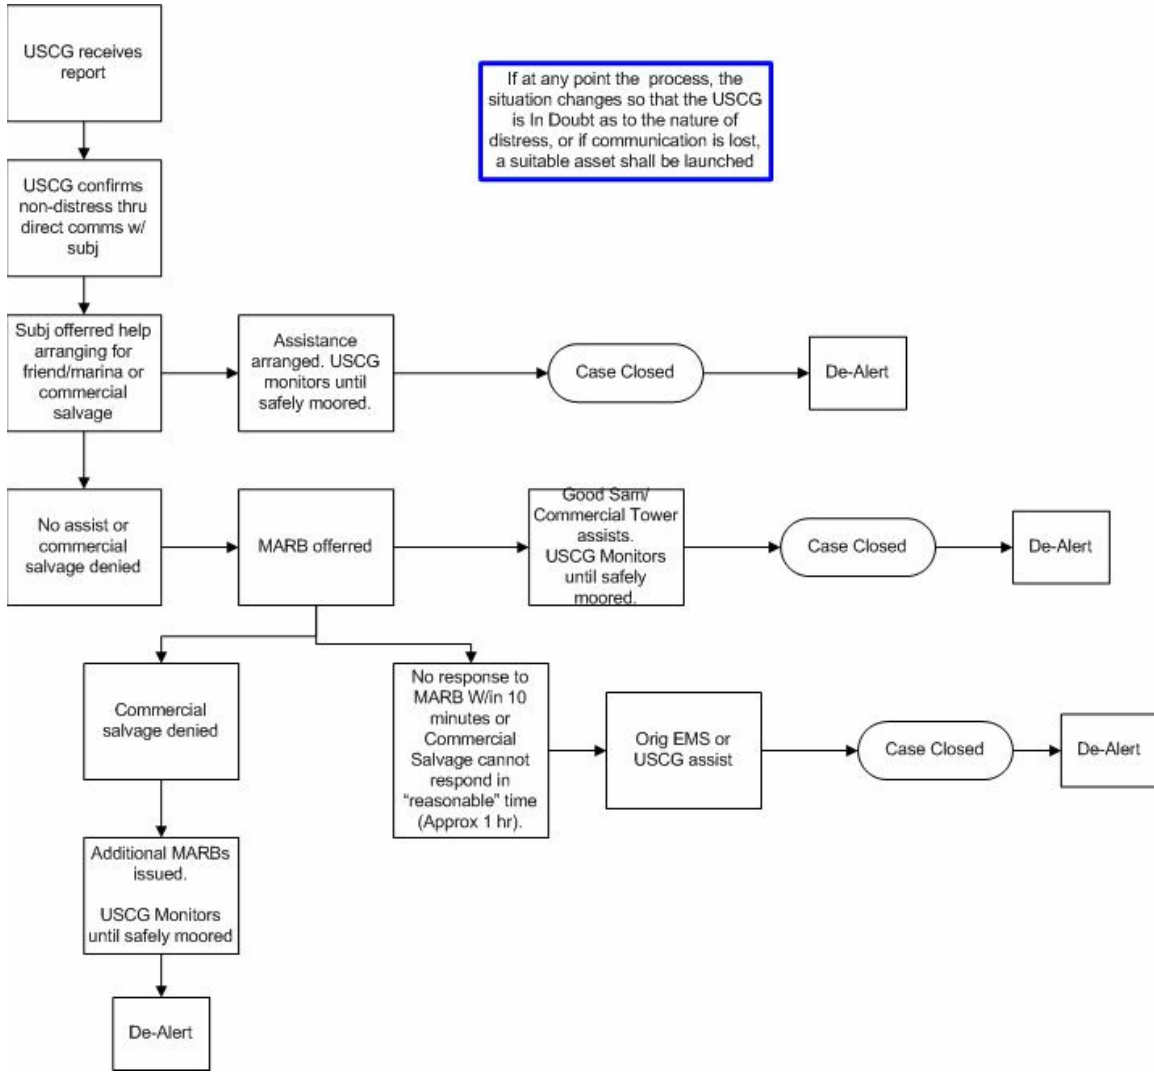 USCG receives
report
If at any point the process, the
situation changes so that the USCG
is In Doubt as to the nature of
distress, or if communication is lost,
a suitable asset shall be launched
USCG confirms
non-distress thru
direct comms w/
subj
Subj offerred help
arranging for
friend/marina or
commercial
salvage
Assistance
arranged. USCG
monitors until
safely moored.
Case Closed
De-Alert
No assist or
commercial
salvage denied
MARB offerred
Good Sam/
Commercial Tower
assists.
USCG Monitors
until safely
moored.
Case Closed
De-Alert
Commercial
salvage denied
No response to
MARB W/in 10
minutes or
Commercial
Salvage cannot
respond in
“reasonable” time
(Approx 1 hr).
Orig EMS or
USCG assist
Case Closed
De-Alert
Additional MARBs
issued.
USCG Monitors
until safely moored
De-Alert